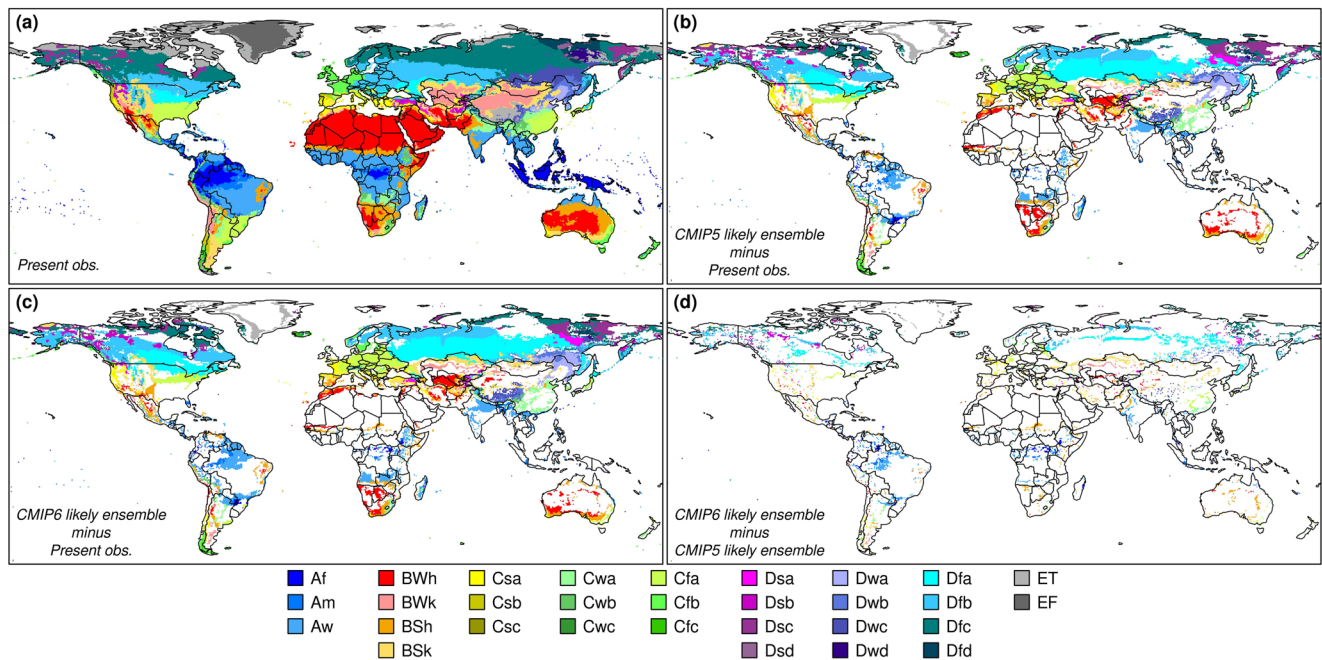 (a)
Present obs.
(b)
CMIP5 likely ensemble
minus
Present obs.
(c)
CMIP6 likely ensemble
minus
Present obs.
(d)
CMIP6 likely ensemble
minus
CMIP5 likely ensemble
Af BWh Csa Cwa Cfa Dsa Dwa Dfa ET
Am BWk Csb Cwb Cfb Dsb Dwb Dfb EF
Aw BSh Csc Cwc Cfc Dsc Dwc Dfc
BSk Dsd Dwd Dfd